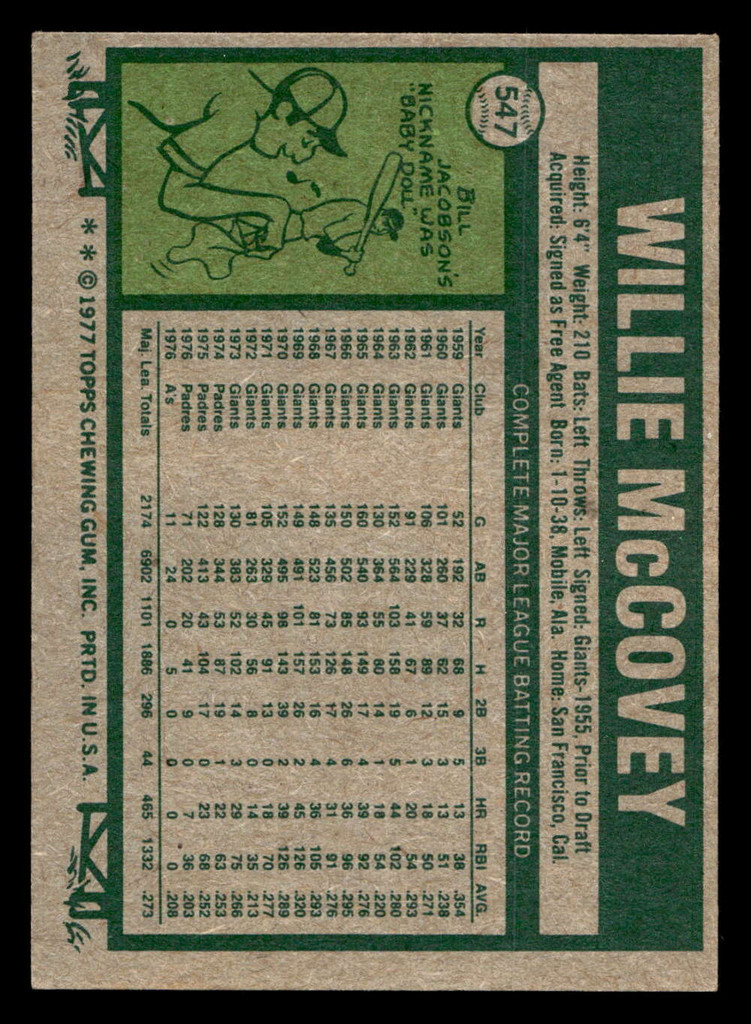 547
WILLIE McCOVEY
Height: 6'4" Weight: 210 Bats: Left Throws: Left Signed: Giants-1955, Prior to Draft
Acquired: Signed as Free Agent Born: 1-10-38, Mobile, Ala. Home: San Francisco, Cal.
BILL
JACOBSON'S
NICKNAME WAS
"BABY DOLL"
COMPLETE MAJOR LEAGUE BATTING RECORD
Year Club G AB R H 2B 3B HR RBI AVG.
1959 Giants 52 192 32 68 9 5 13 38 .354
1960 Giants 101 260 37 62 15 3 13 51 .238
1961 Giants 106 328 59 89 12 3 18 50 .271
1962 Giants 91 229 41 67 6 1 20 54 .293
1963 Giants 152 564 103 158 19 5 44 102 .280
1964 Giants 130 364 55 80 14 1 18 54 .220
1965 Giants 160 540 93 149 17 4 39 92 .276
1966 Giants 150 502 85 148 26 6 36 96 .295
1967 Giants 135 456 73 126 17 4 31 91 .276
1968 Giants 148 523 81 153 16 4 36 105 .293
1969 Giants 149 491 101 157 26 2 45 126 .320
1970 Giants 152 495 98 143 39 2 39 126 .289
1971 Giants 105 329 45 91 13 0 18 70 .277
1972 Giants 81 263 30 56 8 0 14 35 .213
1973 Giants 130 383 52 102 14 3 29 75 .266
1974 Padres 128 344 53 87 19 1 22 63 .253
1975 Padres 122 413 43 104 17 0 23 68 .252
1976 Padres 71 202 20 41 9 0 7 36 .203
1976 A's 11 24 0 5 0 0 0 0 .208
Maj. Lea. Totals 2174 6902 1101 1886 296 44 465 1332 .273
* * © 1977 TOPPS CHEWING GUM, INC. PRTD. IN U.S.A.